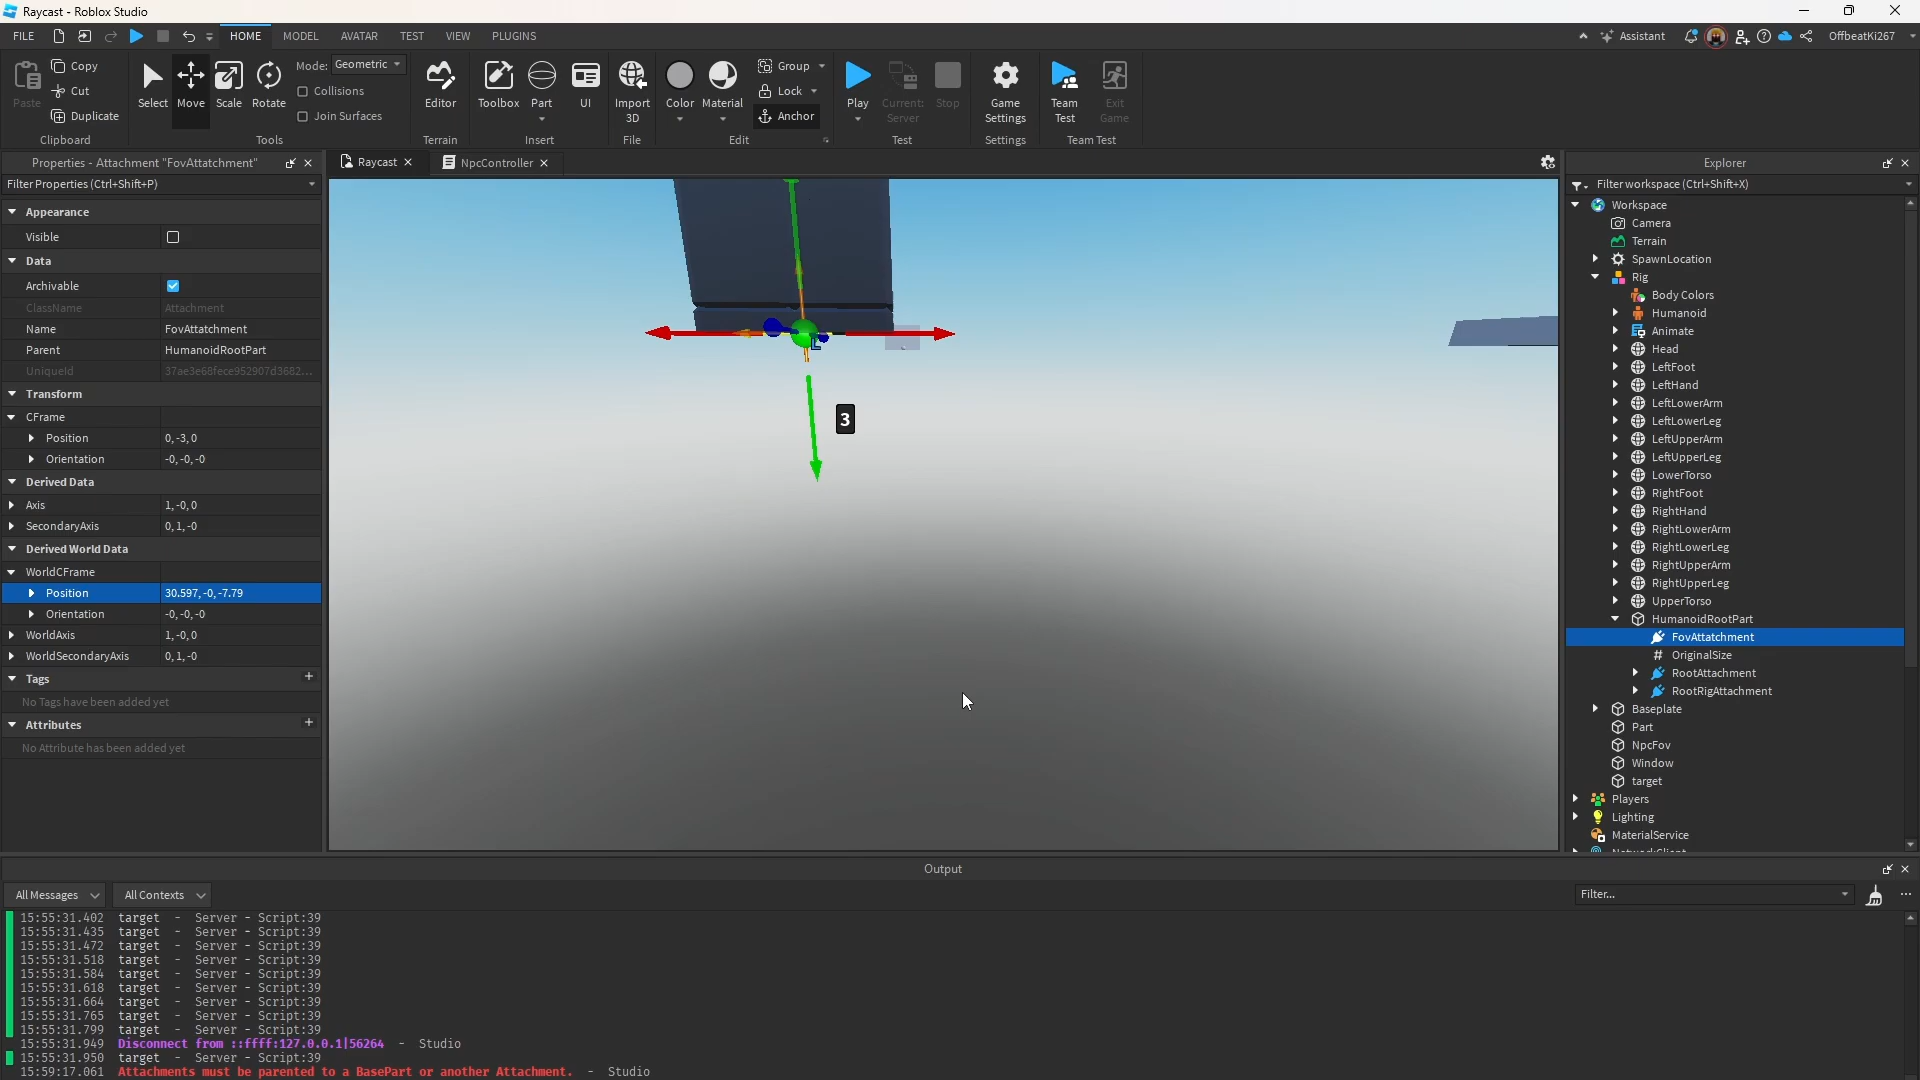 Raycast - Roblox Studio
FILE
HOME
MODEL
AVATAR
TEST
VIEW
PLUGINS
Assistant
OffbeatKi267
Paste
Copy
Cut
Duplicate
Clipboard
Select
Move
Scale
Rotate
Mode:
Geometric
Collisions
Join Surfaces
Tools
Editor
Terrain
Toolbox
Part
UI
Insert
Import
3D
File
Color
Material
Group
Lock
Anchor
Edit
Play
Current:
Server
Stop
Test
Game
Settings
Settings
Team
Test
Exit
Game
Team Test
Properties - Attachment "FovAttatchment"
Filter Properties (Ctrl+Shift+P)
Appearance
Visible
Data
Archivable
ClassName Attachment
Name FovAttatchment
Parent HumanoidRootPart
UniqueId 37ae3e68fece952907d3682...
Transform
CFrame
Position 0,-3,0
Orientation -0,-0,-0
Derived Data
Axis 1,-0,0
SecondaryAxis 0,1,-0
Derived World Data
WorldCFrame
Position 30.597,-0,-7.79
Orientation -0,-0,-0
WorldAxis 1,-0,0
WorldSecondaryAxis 0,1,-0
Tags
No Tags have been added yet
Attributes
No Attribute has been added yet
Raycast
NpcController
L
3
Explorer
Filter workspace (Ctrl+Shift+X)
Workspace
Camera
Terrain
SpawnLocation
Rig
Body Colors
Humanoid
Animate
Head
LeftFoot
LeftHand
LeftLowerArm
LeftLowerLeg
LeftUpperArm
LeftUpperLeg
LowerTorso
RightFoot
RightHand
RightLowerArm
RightLowerLeg
RightUpperArm
RightUpperLeg
UpperTorso
HumanoidRootPart
FovAttatchment
OriginalSize
RootAttachment
RootRigAttachment
Baseplate
Part
NpcFov
Window
target
Players
Lighting
MaterialService
Output
All Messages
All Contexts
Filter...
15:55:31.402 target - Server - Script:39
15:55:31.435 target - Server - Script:39
15:55:31.472 target - Server - Script:39
15:55:31.518 target - Server - Script:39
15:55:31.584 target - Server - Script:39
15:55:31.618 target - Server - Script:39
15:55:31.664 target - Server - Script:39
15:55:31.765 target - Server - Script:39
15:55:31.799 target - Server - Script:39
15:55:31.949 Disconnect from ::ffff:127.0.0.1|56264 - Studio
15:55:31.950 target - Server - Script:39
15:59:17.061 Attachments must be parented to a BasePart or another Attachment. - Studio